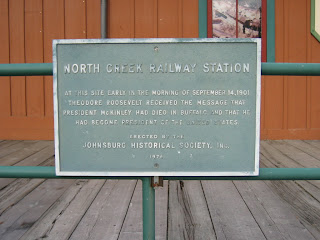 NORTH CREEK RAILWAY STATION
AT THIS SITE EARLY IN THE MORNING OF SEPTEMBER 14, 1901,
THEODORE ROOSEVELT RECEIVED THE MESSAGE THAT
PRESIDENT MCKINLEY HAD DIED IN BUFFALO AND THAT HE
HAD BECOME PRESIDENT OF THE UNITED STATES
ERECTED BY THE
JOHNSBURG HISTORICAL SOCIETY, INC.